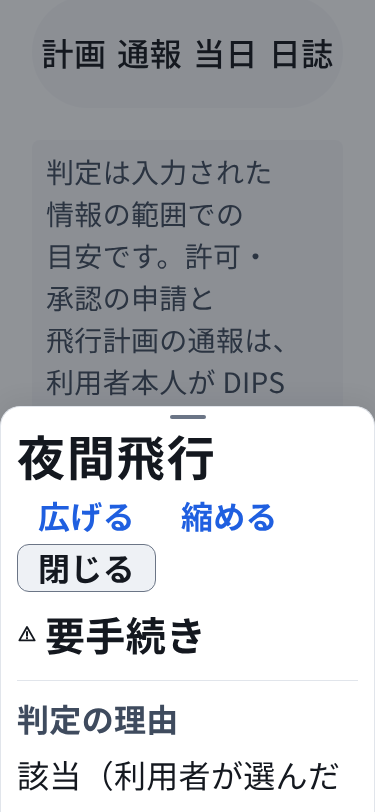 計画 通報 当日 日誌
判定は入力された
情報の範囲での
目安です。許可・
承認の申請と
飛行計画の通報は、
利用者本人が DIPS
夜間飛行
広げる 縮める
閉じる
⚠ 要手続き
判定の理由
該当（利用者が選んだ